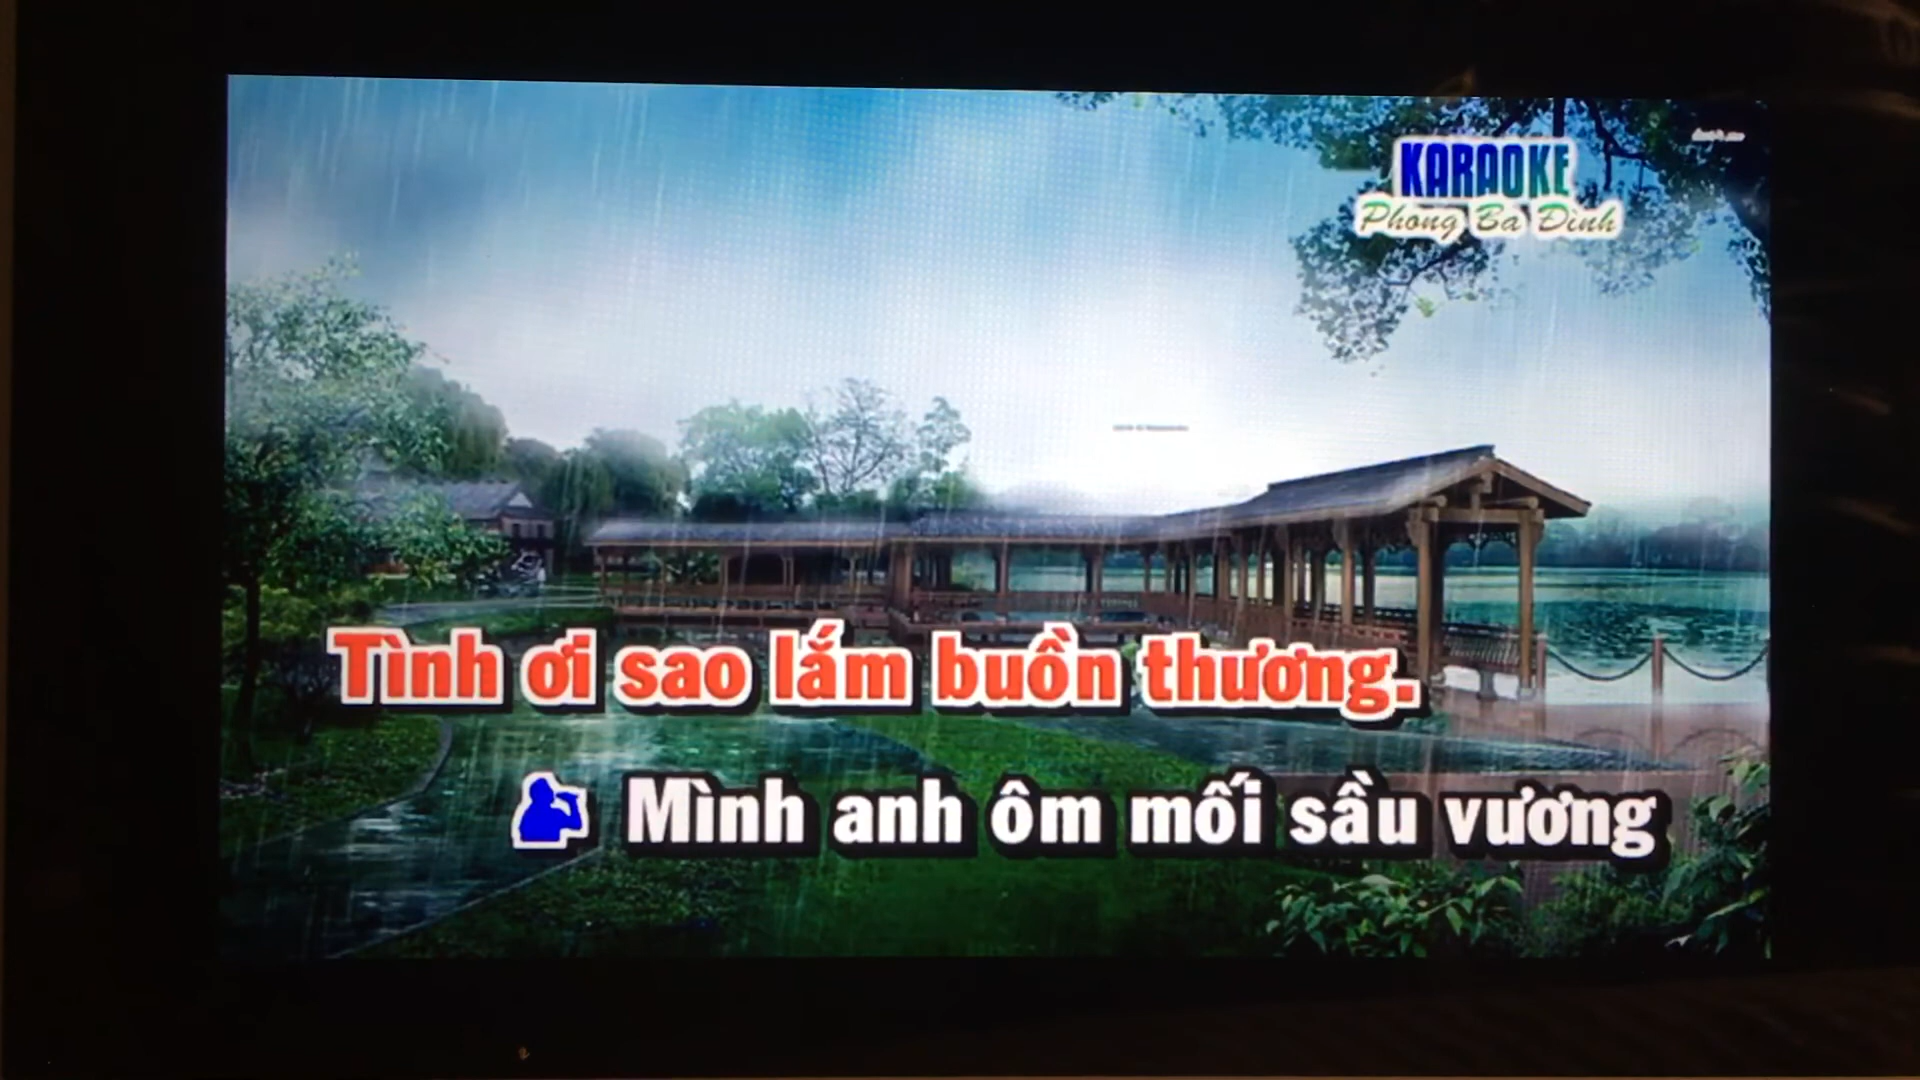 KARAOKE
Phong Ba Đình
Tình ơi sao lắm buồn thương.
Mình anh ôm mối sầu vương